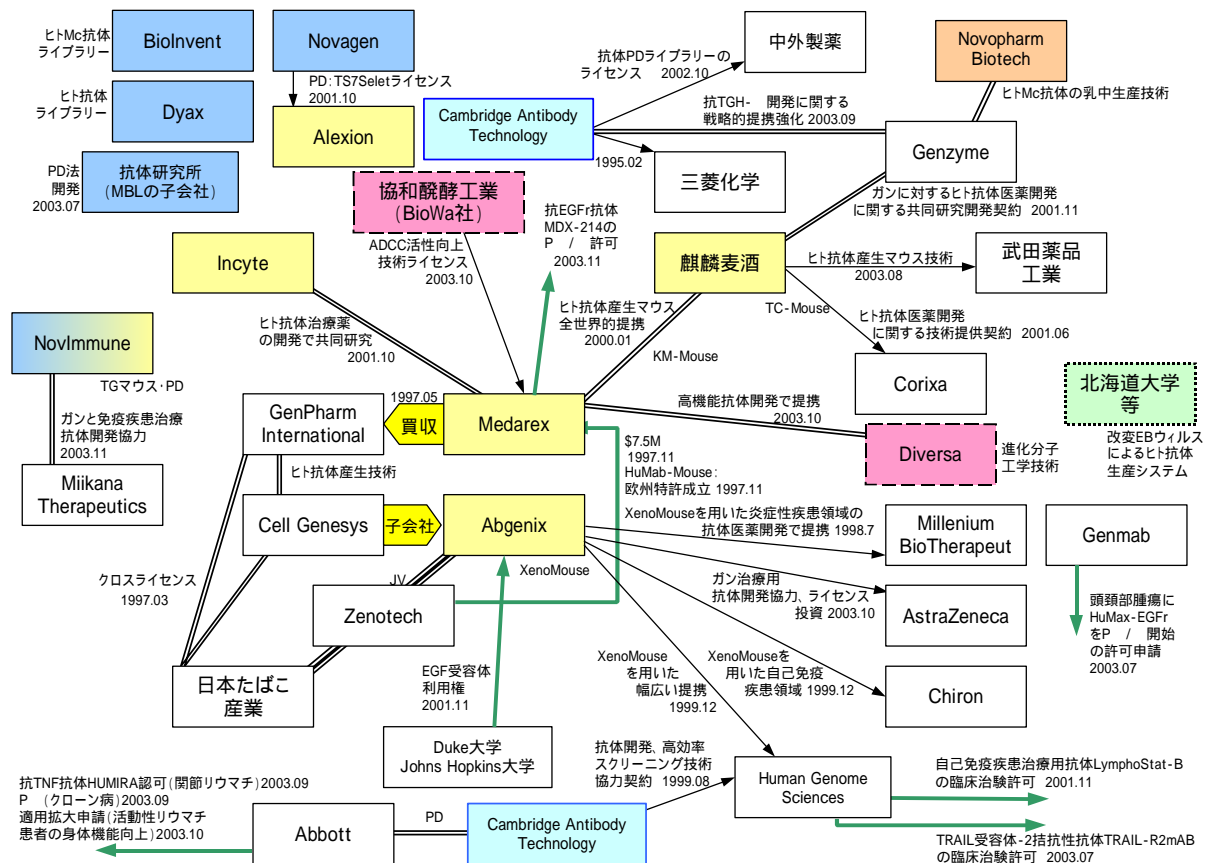 ヒトMc抗体
ライブラリー
BioInvent
Novagen
PD:TS7Seletライセンス
2001.10
ヒト抗体
ライブラリー
Dyax
Alexion
PD法
開発
2003.07
抗体研究所
(MBLの子会社)
抗体PDライブラリーの
ライセンス 2002.10
中外製薬
Novopharm
Biotech
ヒトMc抗体の乳中生産技術
Cambridge Antibody
Technology
抗TGH- 開発に関する
戦略的提携強化 2003.09
Genzyme
1995.02
三菱化学
ガンに対するヒト抗体医薬開発
に関する共同研究開発契約 2001.11
協和醗酵工業
(BioWa社)
ADCC活性向上
技術ライセンス
2003.10
抗EGFr抗体
MDX-214の
P / 許可
2003.11
Incyte
麒麟麦酒
ヒト抗体産生マウス技術
2003.08
武田薬品
工業
TC-Mouse
ヒト抗体医薬開発
に関する技術提供契約 2001.06
ヒト抗体治療薬
の開発で共同研究
2001.10
ヒト抗体産生マウス
全世界的提携
2000.01
KM-Mouse
Corixa
NovImmune
TGマウス・PD
ガンと免疫疾患治療
抗体開発協力
2003.11
Miikana
Therapeutics
1997.05
GenPharm
International
買収
Medarex
高機能抗体開発で提携
2003.10
Diversa
進化分子
工学技術
北海道大学
等
改変EBウィルス
によるヒト抗体
生産システム
$7.5M
1997.11
HuMab-Mouse:
欧州特許成立 1997.11
ヒト抗体産生技術
Cell Genesys
子会社
Abgenix
XenoMouseを用いた炎症性疾患領域の
抗体医薬開発で提携 1998.7
Millenium
BioTherapeut
Genmab
クロスライセンス
1997.03
JV
XenoMouse
Zenotech
ガン治療用
抗体開発協力、ライセンス
投資 2003.10
AstraZeneca
頭頚部腫瘍に
HuMax-EGFr
をP / 開始
の許可申請
2003.07
日本たばこ
産業
EGF受容体
利用権
2001.11
XenoMouse
を用いた
幅広い提携
1999.12
XenoMouseを
用いた自己免疫
疾患領域 1999.12
Chiron
Duke大学
Johns Hopkins大学
抗体開発、高効率
スクリーニング技術
協力契約 1999.08
Human Genome
Sciences
自己免疫疾患治療用抗体LymphoStat-B
の臨床治験許可 2001.11
抗TNF抗体HUMIRA認可(関節リウマチ)2003.09
P (クローン病)2003.09
適用拡大申請(活動性リウマチ
患者の身体機能向上)2003.10
Abbott
PD
Cambridge Antibody
Technology
TRAIL受容体-2拮抗性抗体TRAIL-R2mAB
の臨床治験許可 2003.07